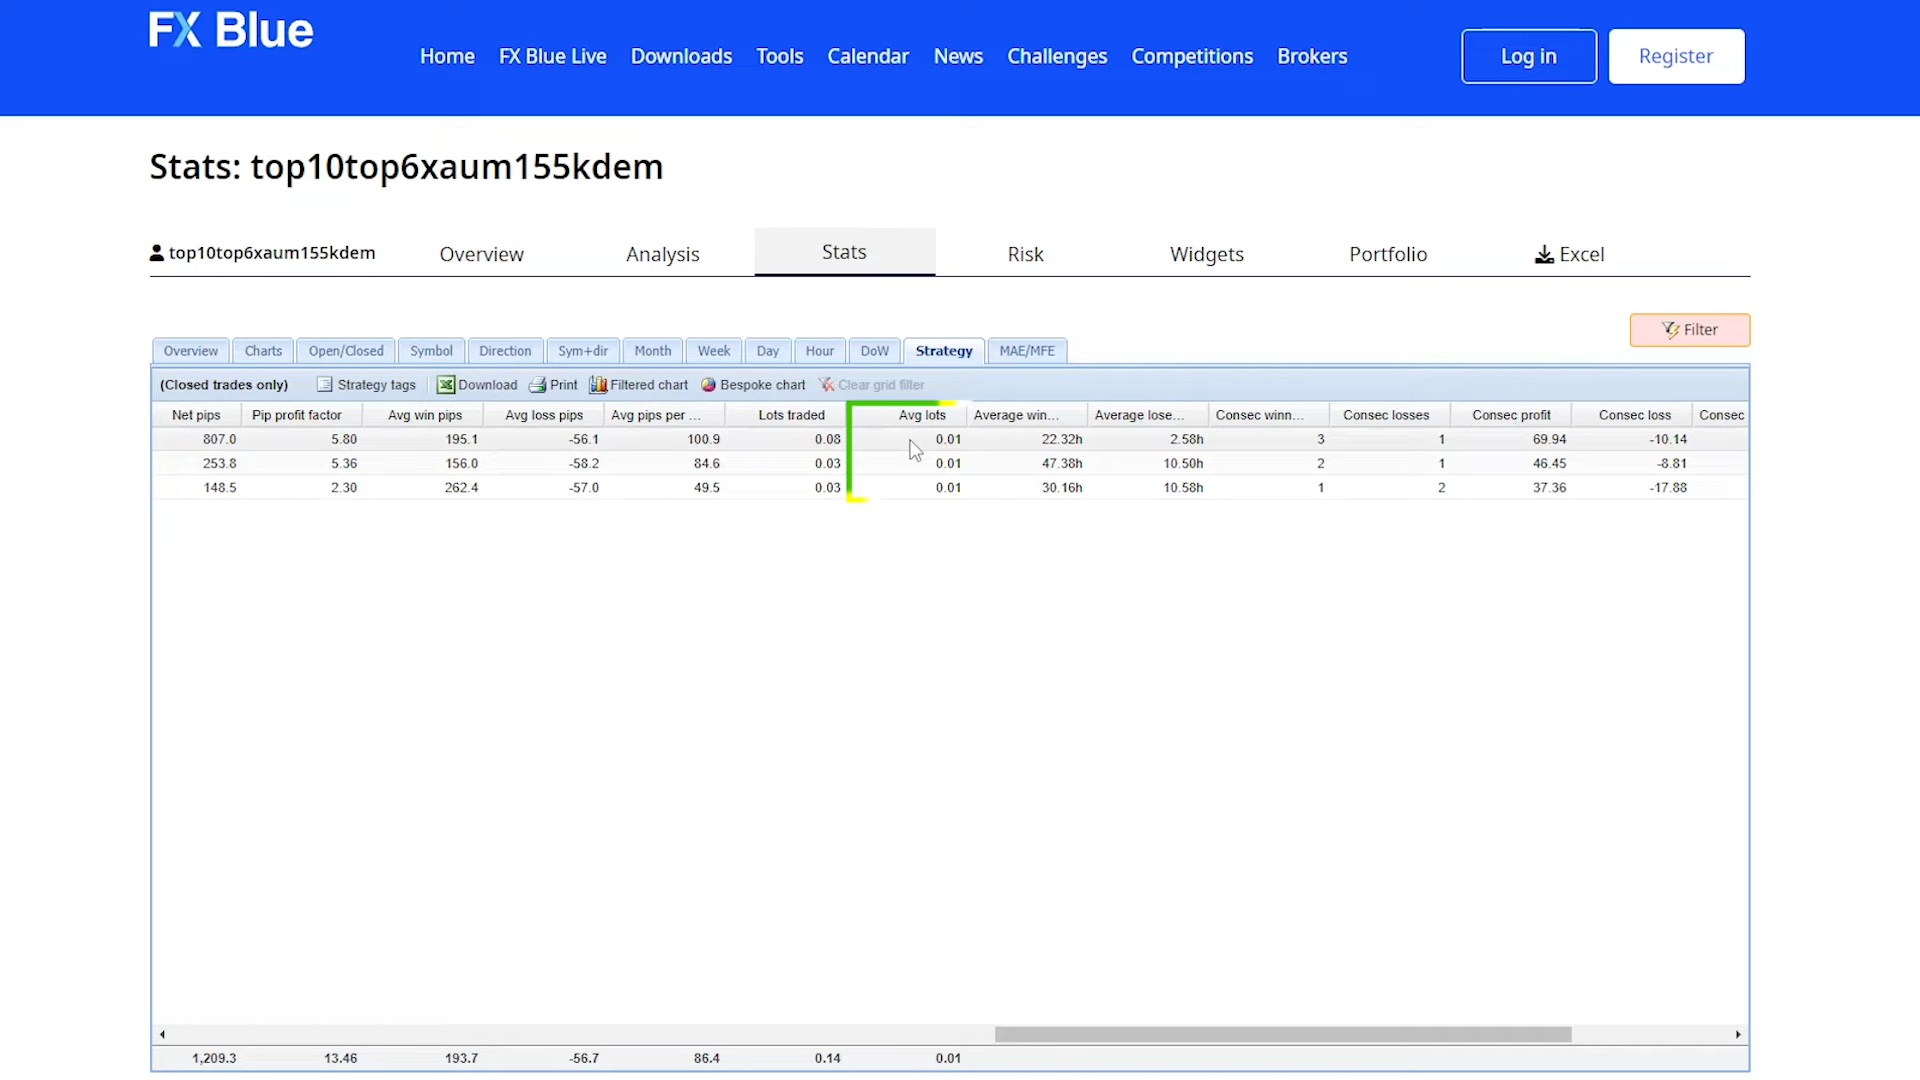 FX Blue
Home FX Blue Live Downloads Tools Calendar News Challenges Competitions Brokers Log in Register
Stats: top10top6xaum155kdem
top10top6xaum155kdem Overview Analysis Stats Risk Widgets Portfolio Excel
Filter
Overview Charts Open/Closed Symbol Direction Sym+dir Month Week Day Hour DoW Strategy MAE/MFE
(Closed trades only) Strategy tags Download Print Filtered chart Bespoke chart Clear grid filter
Net pips Pip profit factor Avg win pips Avg loss pips Avg pips per ... Lots traded Avg lots Average win... Average lose... Consec winn... Consec losses Consec profit Consec loss Consec
807.0 5.80 195.1 -56.1 100.9 0.08 0.01 22.32h 2.58h 3 1 69.94 -10.14
253.8 5.36 156.0 -58.2 84.6 0.03 0.01 47.38h 10.50h 2 1 46.45 -8.81
148.5 2.30 262.4 -57.0 49.5 0.03 0.01 30.16h 10.58h 1 2 37.36 -17.88
1,209.3 13.46 193.7 -56.7 86.4 0.14 0.01